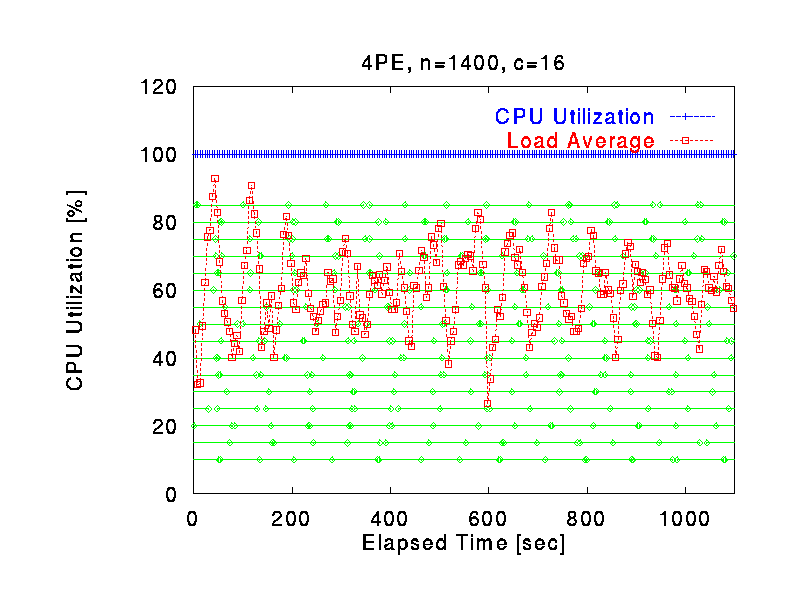 4PE, n=1400, c=16
120
CPU Utilization
Load Average
100
80
60
40
20
0
CPU Utilization [%]
0 200 400 600 800 1000
Elapsed Time [sec]